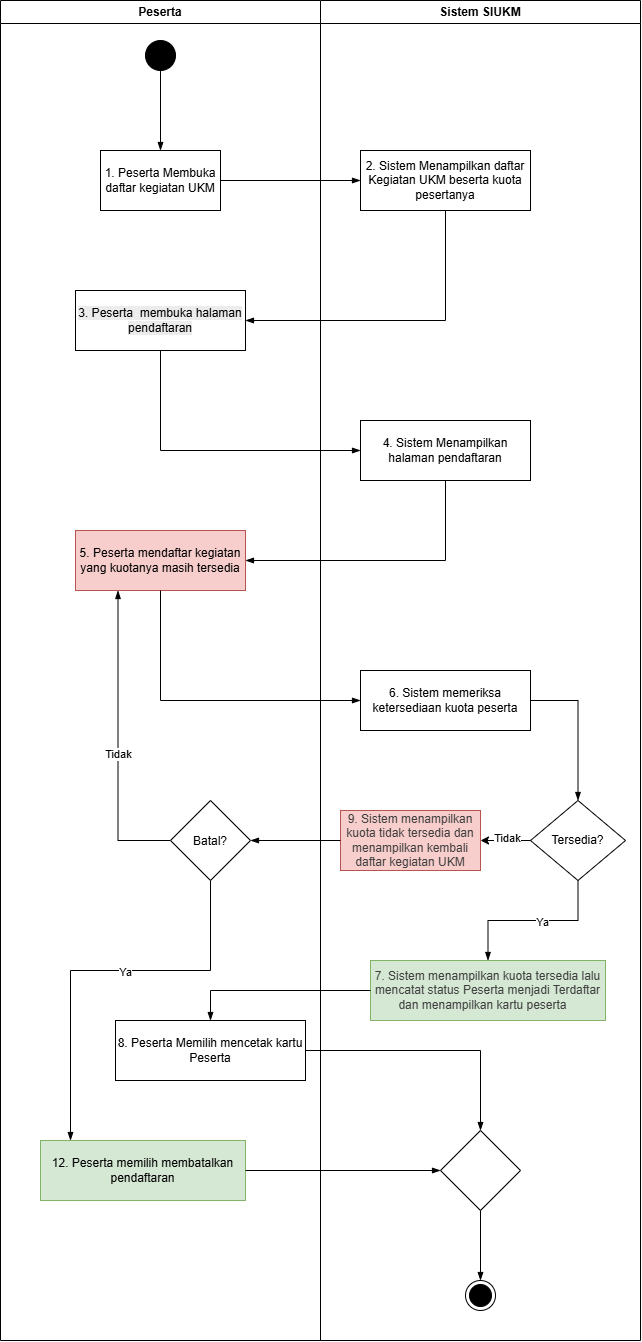 Peserta
Sistem SIUKM
1. Peserta Membuka
daftar kegiatan UKM
2. Sistem Menampilkan daftar
Kegiatan UKM beserta kuota
pesertanya
3. Peserta  membuka halaman
pendaftaran
4. Sistem Menampilkan
halaman pendaftaran
5. Peserta mendaftar kegiatan
yang kuotanya masih tersedia
6. Sistem memeriksa
ketersediaan kuota peserta
Tidak
Batal?
9. Sistem menampilkan
kuota tidak tersedia dan
menampilkan kembali
daftar kegiatan UKM
Tidak
Tersedia?
Ya
Ya
7. Sistem menampilkan kuota tersedia lalu
mencatat status Peserta menjadi Terdaftar
dan menampilkan kartu peserta
8. Peserta Memilih mencetak kartu
Peserta
12. Peserta memilih membatalkan
pendaftaran